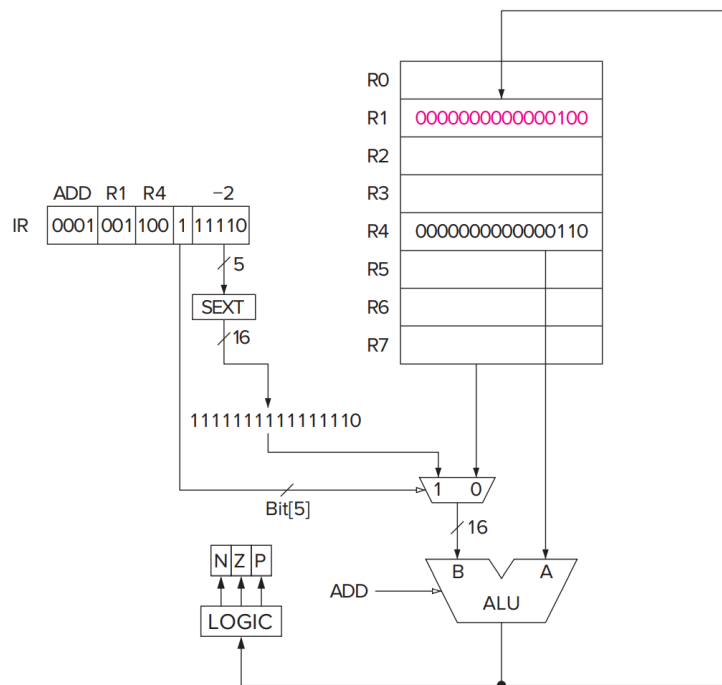 R0
R1 0000000000000100
R2
R3
ADD R1 R4 −2
IR 0001 001 100 1 11110
R4 0000000000000110
5
R5
SEXT
R6
16
R7
1111111111111110
1 0
Bit[5]
16
N Z P
B A
ADD
ALU
LOGIC